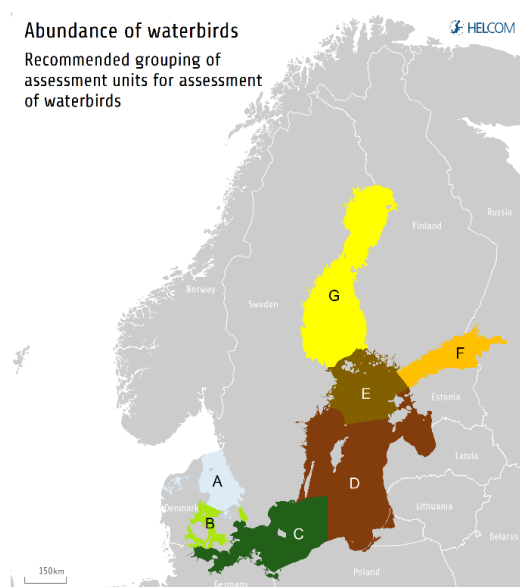 Abundance of waterbirds
HELCOM
Recommended grouping of
assessment units for assessment
of waterbirds
Russia
Finland
Norway
Sweden
G
F
E
Estonia
Latvia
A
D
Denmark
B
Lithuania
C
Belarus
150km
Germany
Poland